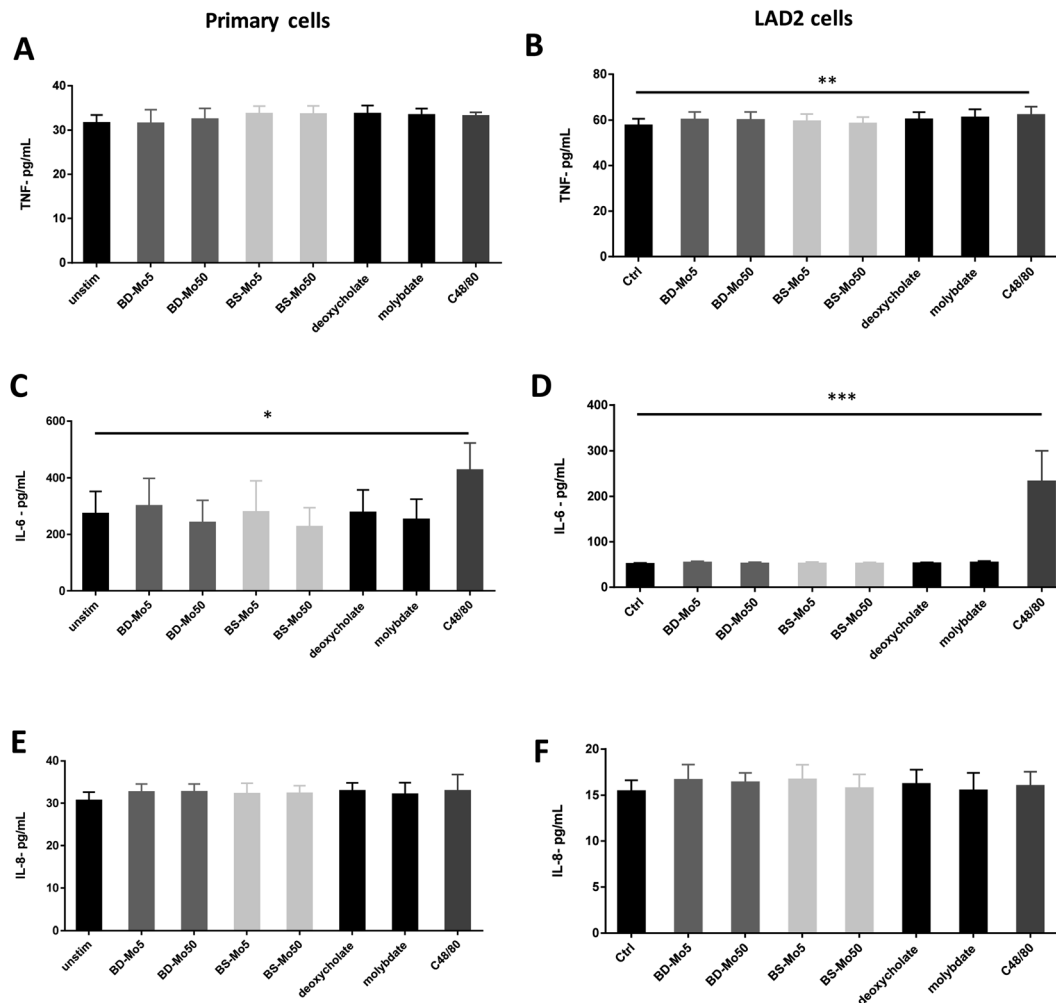 Primary cells
LAD2 cells
A
TNF- pg/mL
40
30
20
10
0
unstim
BD-Mo5
BD-Mo50
BS-Mo5
BS-Mo50
deoxycholate
molybdate
C48/80
B
**
TNF- pg/mL
80
60
40
20
0
Ctrl
BD-Mo5
BD-Mo50
BS-Mo5
BS-Mo50
deoxycholate
molybdate
C48/80
C
*
IL-6 - pg/mL
600
400
200
0
unstim
BD-Mo5
BD-Mo50
BS-Mo5
BS-Mo50
deoxycholate
molybdate
C48/80
D
***
IL-6 - pg/mL
400
300
200
100
0
Ctrl
BD-Mo5
BD-Mo50
BS-Mo5
BS-Mo50
deoxycholate
molybdate
C48/80
E
IL-8- pg/mL
40
30
20
10
0
unstim
BD-Mo5
BD-Mo50
BS-Mo5
BS-Mo50
deoxycholate
molybdate
C48/80
F
IL-8- pg/mL
20
15
10
5
0
Ctrl
BD-Mo5
BD-Mo50
BS-Mo5
BS-Mo50
deoxycholate
molybdate
C48/80